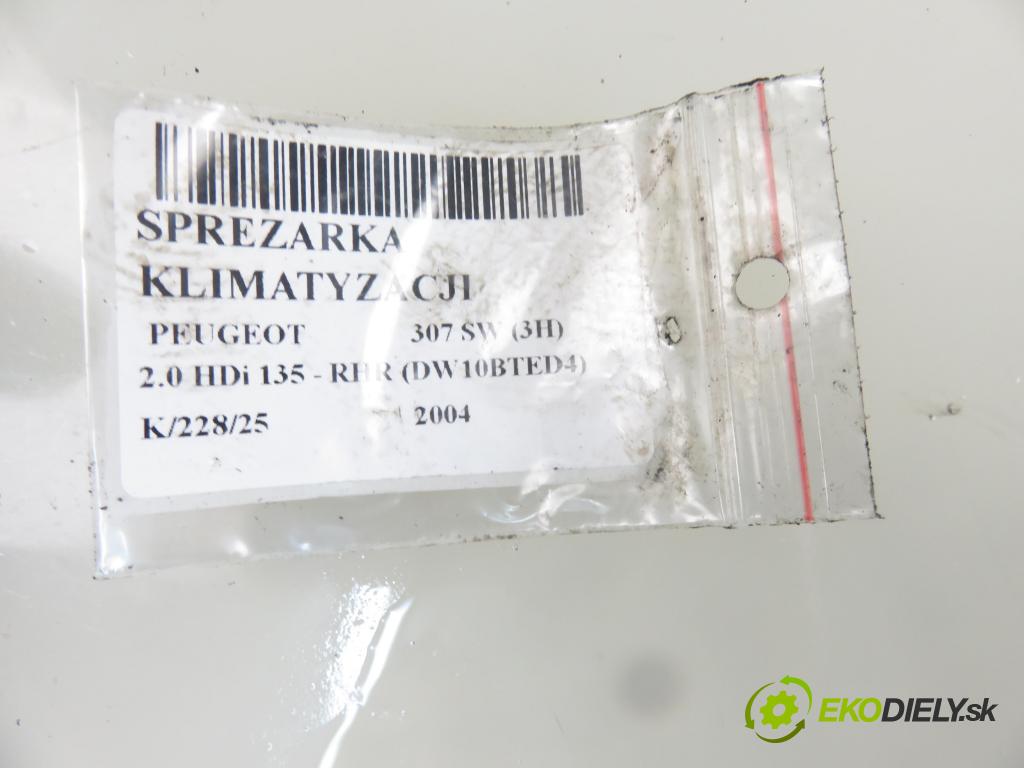 SPREZARKA
KLIMATYZACJI
PEUGEOT 307 SW (3H)
2.0 HDi 135 - RHR (DW10BTED4)
K/228/25 2004
EKODIELY.sk